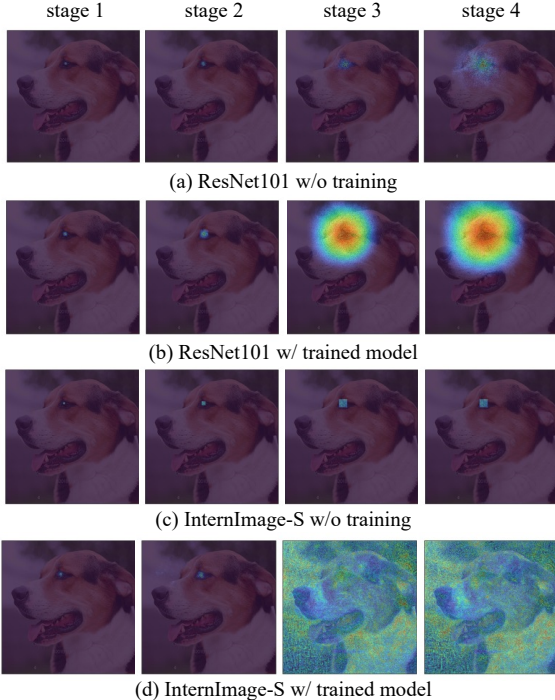 stage 1 stage 2 stage 3 stage 4
(a) ResNet101 w/o training
(b) ResNet101 w/ trained model
(c) InternImage-S w/o training
(d) InternImage-S w/ trained model